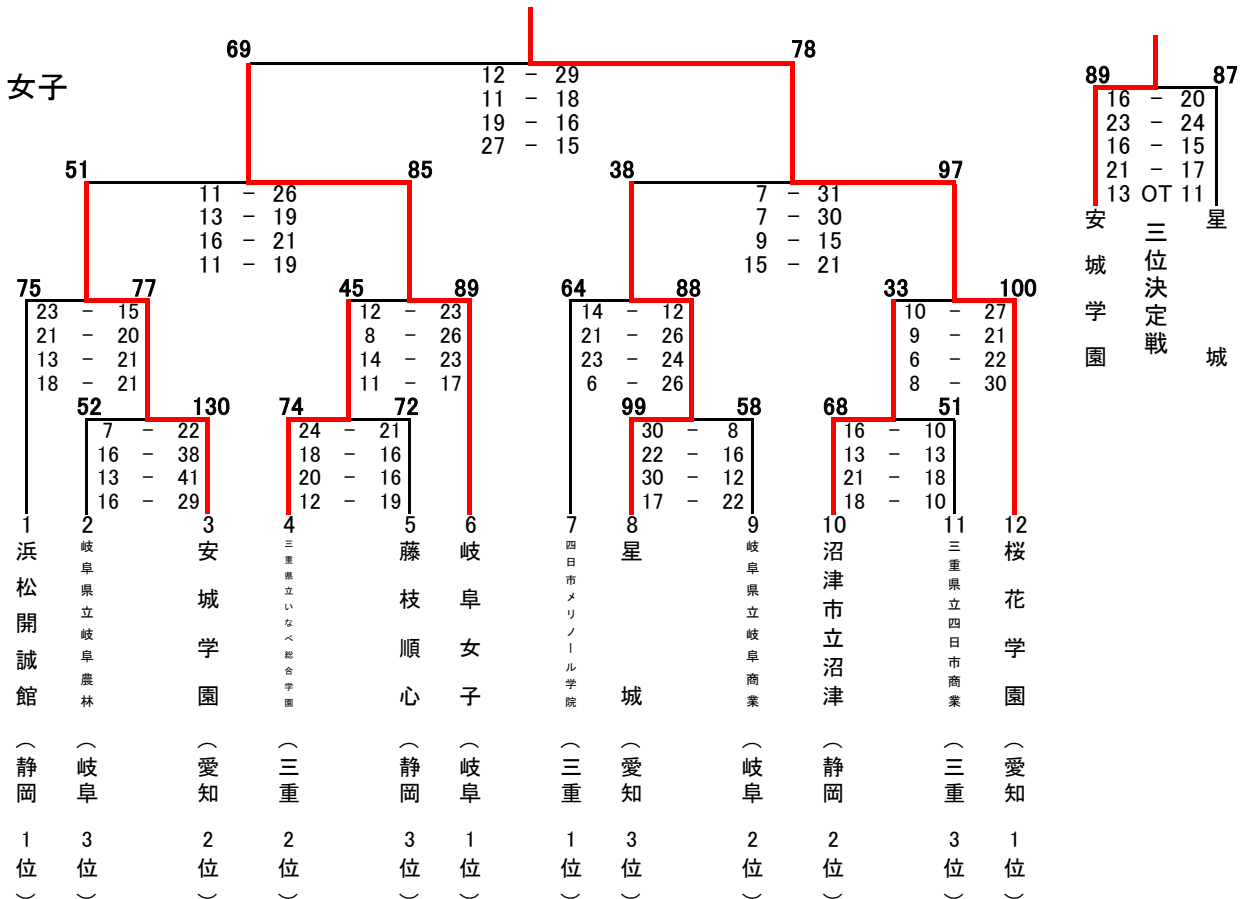 女子
69 78
12 － 29
11 － 18
19 － 16
27 － 15
51 85
11 － 26
13 － 19
16 － 21
11 － 19
38 97
7 － 31
7 － 30
9 － 15
15 － 21
75 77
23 － 15
21 － 20
13 － 21
18 － 21
45 89
12 － 23
8 － 26
14 － 23
11 － 17
64 88
14 － 12
21 － 26
23 － 24
6 － 26
33 100
10 － 27
9 － 21
6 － 22
8 － 30
52 130
7 － 22
16 － 38
13 － 41
16 － 29
74 72
24 － 21
18 － 16
20 － 16
12 － 19
99 58
30 － 8
22 － 16
30 － 12
17 － 22
68 51
16 － 10
13 － 13
21 － 18
18 － 10
1 浜松開誠館（静岡 1位）
2 岐阜県立岐阜農林（岐阜 3位）
3 安城学園（愛知 2位）
4 三重県立いなべ総合学園（三重 2位）
5 藤枝順心（静岡 3位）
6 岐阜女子（岐阜 1位）
7 四日市メリノール学院（三重 1位）
8 星城（愛知 3位）
9 岐阜県立岐阜商業（岐阜 2位）
10 沼津市立沼津（静岡 2位）
11 三重県立四日市商業（三重 3位）
12 桜花学園（愛知 1位）
89 87
16 － 20
23 － 24
16 － 15
21 － 17
13 OT 11
安城学園
三位決定戦
星城